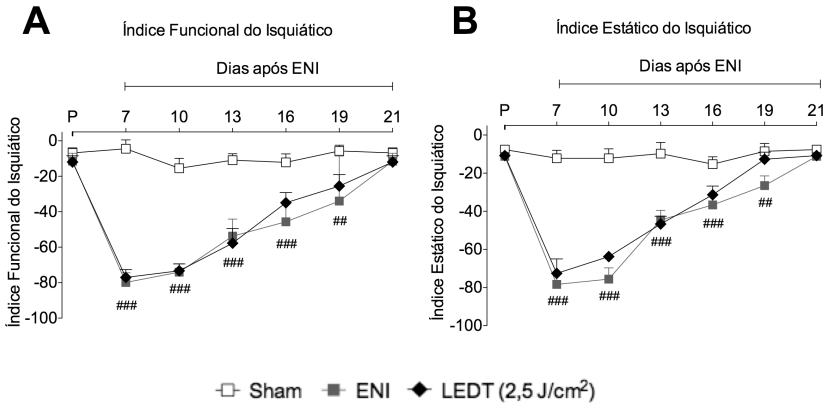 A
Índice Funcional do Isquiático
Dias após ENI
P 7 10 13 16 19 21
0
-20
-40
-60
-80
-100
Índice Funcional do Isquiático
### ### ### ### ##
B
Índice Estático do Isquiático
Dias após ENI
P 7 10 13 16 19 21
0
-20
-40
-60
-80
-100
Índice Estático do Isquiático
### ### ### ### ##
Sham ENI LEDT (2,5 J/cm²)